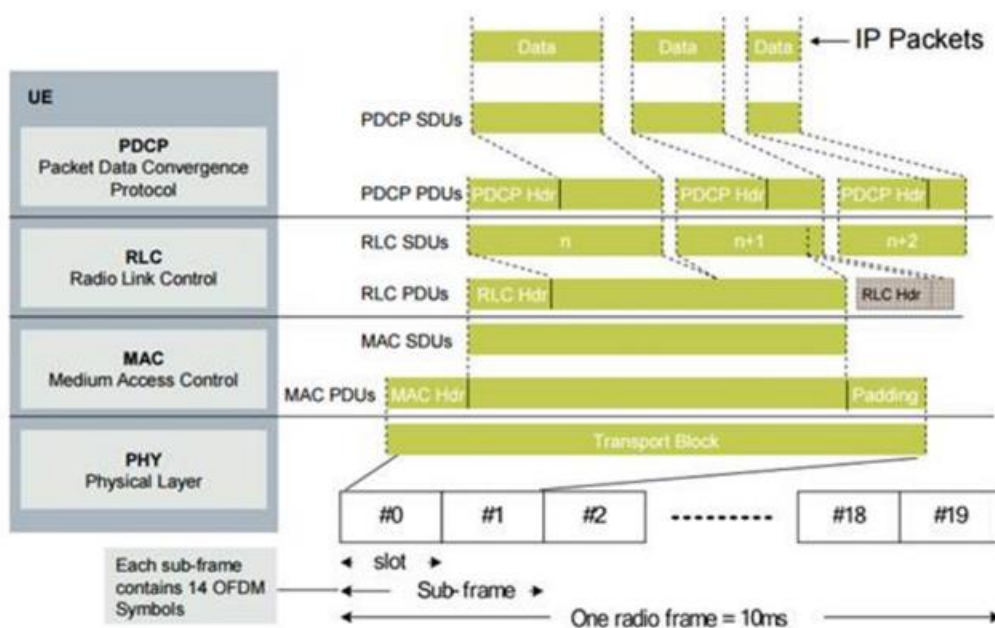 Data Data Data IP Packets
UE
PDCP SDUs
PDCP
Packet Data Convergence
Protocol
PDCP PDUs PDCP Hdr PDCP Hdr PDCP Hdr
RLC
Radio Link Control
RLC SDUs n n+1 n+2
RLC PDUs RLC Hdr RLC Hdr
MAC
Medium Access Control
MAC SDUs
MAC PDUs MAC Hdr Padding
PHY
Physical Layer
Transport Block
#0 #1 #2 #18 #19
Each sub-frame
contains 14 OFDM
Symbols
slot
Sub-frame
One radio frame = 10ms